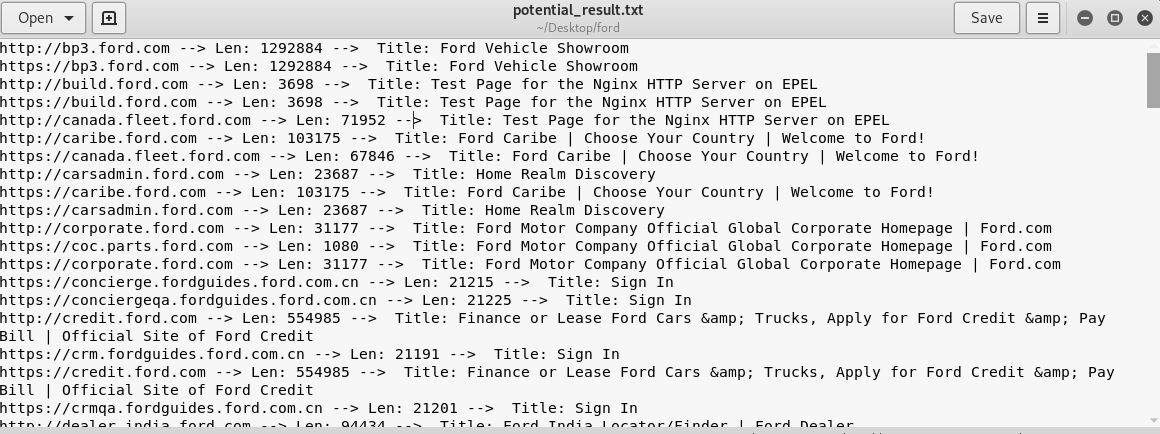 Open
potential_result.txt
~/Desktop/ford
Save
http://bp3.ford.com --> Len: 1292884 -->  Title: Ford Vehicle Showroom
https://bp3.ford.com --> Len: 1292884 -->  Title: Ford Vehicle Showroom
http://build.ford.com --> Len: 3698 -->  Title: Test Page for the Nginx HTTP Server on EPEL
https://build.ford.com --> Len: 3698 -->  Title: Test Page for the Nginx HTTP Server on EPEL
http://canada.fleet.ford.com --> Len: 71952 -->  Title: Test Page for the Nginx HTTP Server on EPEL
http://caribe.ford.com --> Len: 103175 -->  Title: Ford Caribe | Choose Your Country | Welcome to Ford!
https://canada.fleet.ford.com --> Len: 67846 -->  Title: Ford Caribe | Choose Your Country | Welcome to Ford!
http://carsadmin.ford.com --> Len: 23687 -->  Title: Home Realm Discovery
https://caribe.ford.com --> Len: 103175 -->  Title: Ford Caribe | Choose Your Country | Welcome to Ford!
https://carsadmin.ford.com --> Len: 23687 -->  Title: Home Realm Discovery
http://corporate.ford.com --> Len: 31177 -->  Title: Ford Motor Company Official Global Corporate Homepage | Ford.com
https://coc.parts.ford.com --> Len: 1080 -->  Title: Ford Motor Company Official Global Corporate Homepage | Ford.com
https://corporate.ford.com --> Len: 31177 -->  Title: Ford Motor Company Official Global Corporate Homepage | Ford.com
https://concierge.fordguides.ford.com.cn --> Len: 21215 -->  Title: Sign In
https://conciergeqa.fordguides.ford.com.cn --> Len: 21225 -->  Title: Sign In
http://credit.ford.com --> Len: 554985 -->  Title: Finance or Lease Ford Cars &amp; Trucks, Apply for Ford Credit &amp; Pay
Bill | Official Site of Ford Credit
https://crm.fordguides.ford.com.cn --> Len: 21191 -->  Title: Sign In
https://credit.ford.com --> Len: 554985 -->  Title: Finance or Lease Ford Cars &amp; Trucks, Apply for Ford Credit &amp; Pay
Bill | Official Site of Ford Credit
https://crmqa.fordguides.ford.com.cn --> Len: 21201 -->  Title: Sign In
http://dealer.india.ford.com --> Len: 94434 -->  Title: Ford India Locator/Finder | Ford Dealer